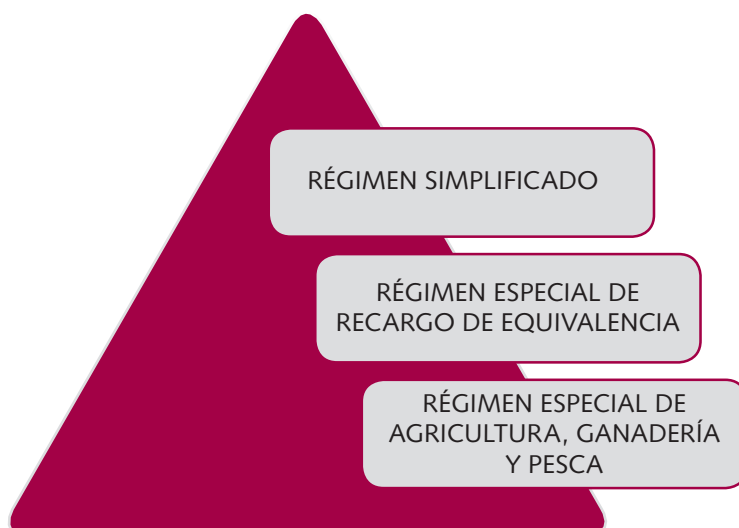 RÉGIMEN SIMPLIFICADO
RÉGIMEN ESPECIAL DE
RECARGO DE EQUIVALENCIA
RÉGIMEN ESPECIAL DE
AGRICULTURA, GANADERÍA
Y PESCA